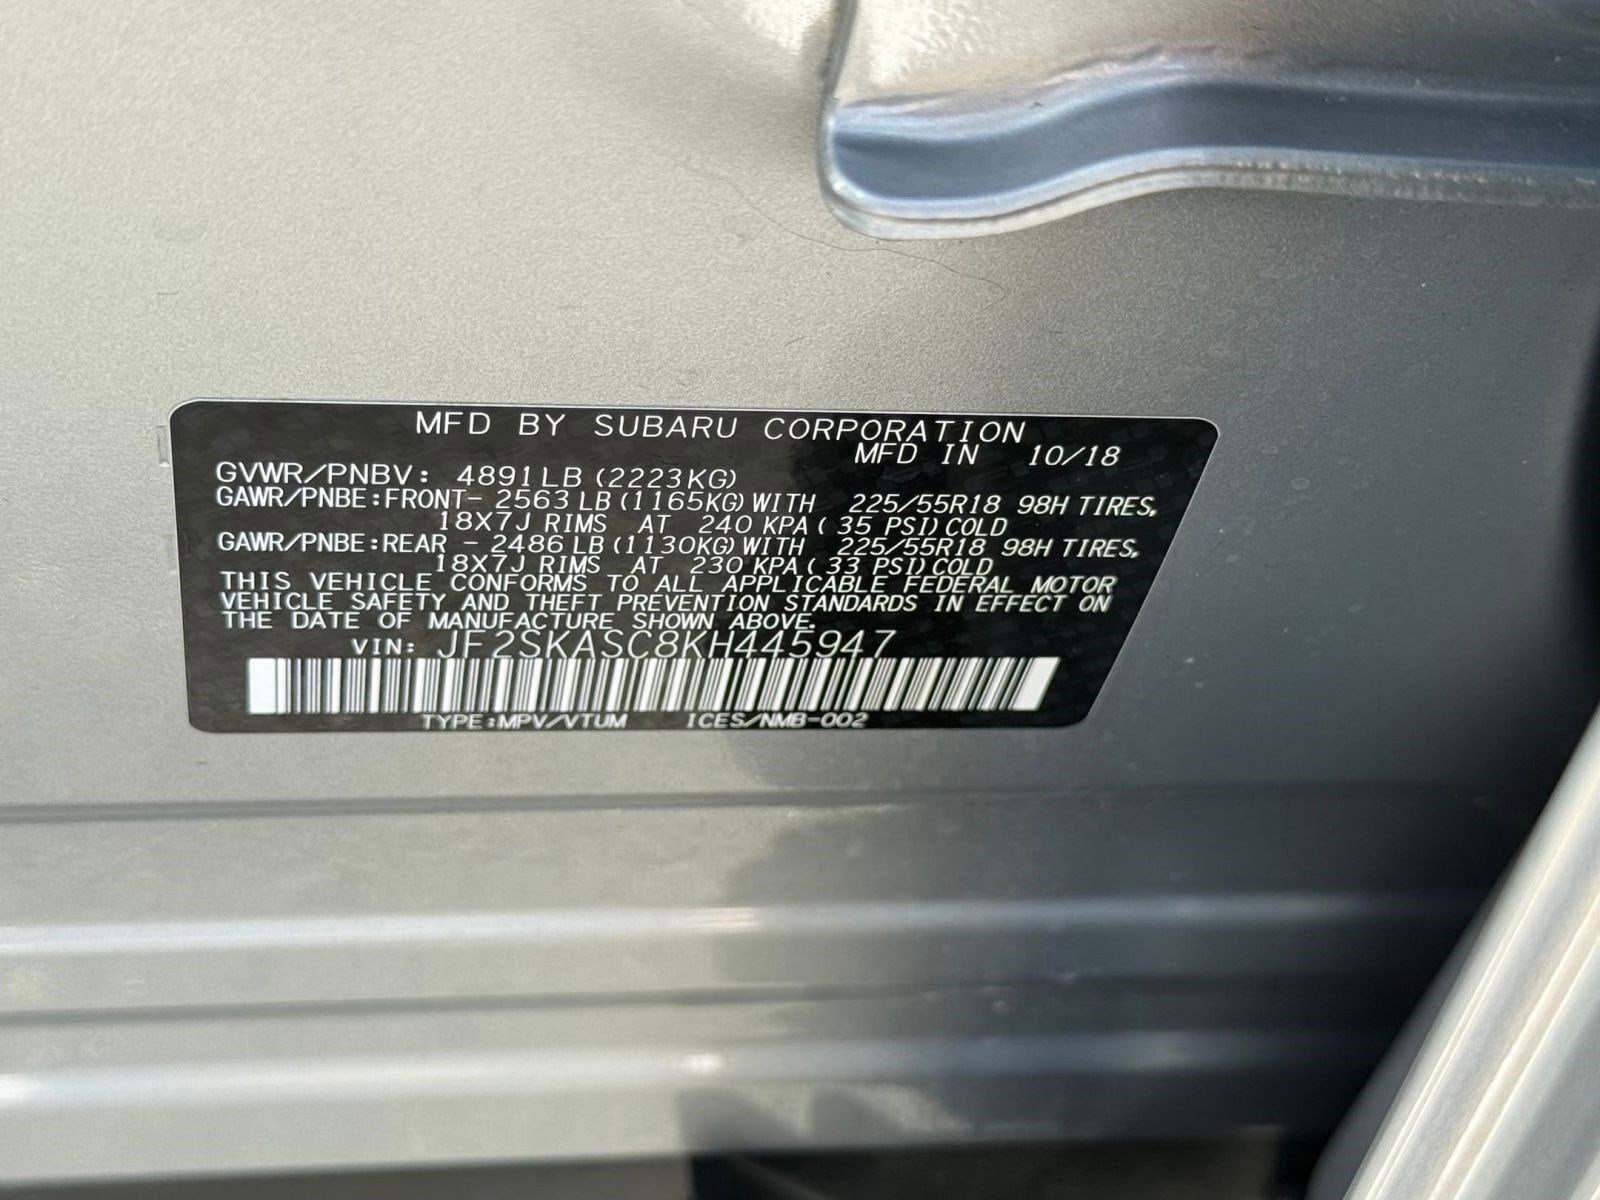 MFD BY SUBARU CORPORATION
MFD IN 10/18
GVWR/PNBV: 4891LB (2223KG)
GAWR/PNBE:FRONT- 2563 LB (1165KG) WITH 225/55R18 98H TIRES,
18X7J RIMS AT 240 KPA ( 35 PSI) COLD
GAWR/PNBE:REAR - 2486 LB (1130KG) WITH 225/55R18 98H TIRES,
18X7J RIMS AT 230 KPA ( 33 PSI) COLD
THIS VEHICLE CONFORMS TO ALL APPLICABLE FEDERAL MOTOR
VEHICLE SAFETY AND THEFT PREVENTION STANDARDS IN EFFECT ON
THE DATE OF MANUFACTURE SHOWN ABOVE.
VIN: JF2SKASC8KH445947
TYPE:MPV/VTUM ICES/NMB-002